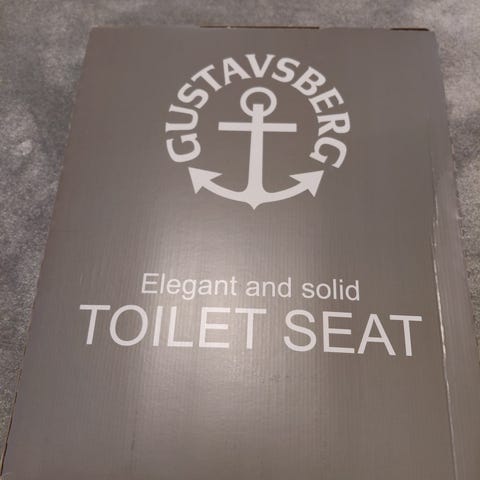 GUSTAVSBERG
Elegant and solid
TOILET SEAT